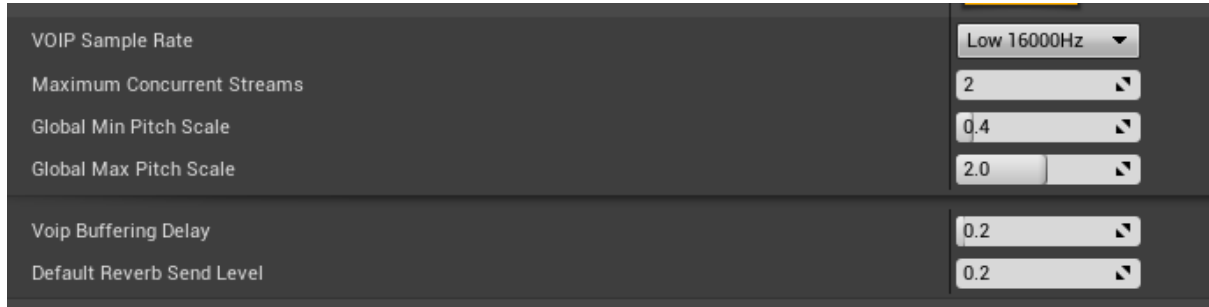 VOIP Sample Rate Low 16000Hz
Maximum Concurrent Streams 2
Global Min Pitch Scale 0.4
Global Max Pitch Scale 2.0
Voip Buffering Delay 0.2
Default Reverb Send Level 0.2